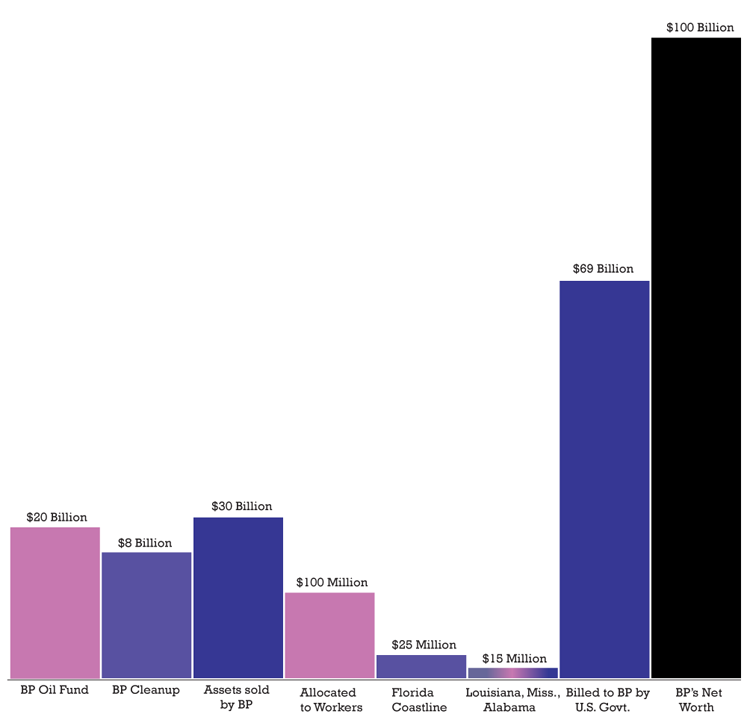 $100 Billion
$69 Billion
$30 Billion
$20 Billion
$8 Billion
$100 Million
$25 Million
$15 Million
BP Oil Fund
BP Cleanup
Assets sold
by BP
Allocated
to Workers
Florida
Coastline
Louisiana, Miss.,
Alabama
Billed to BP by
U.S. Govt.
BP's Net
Worth